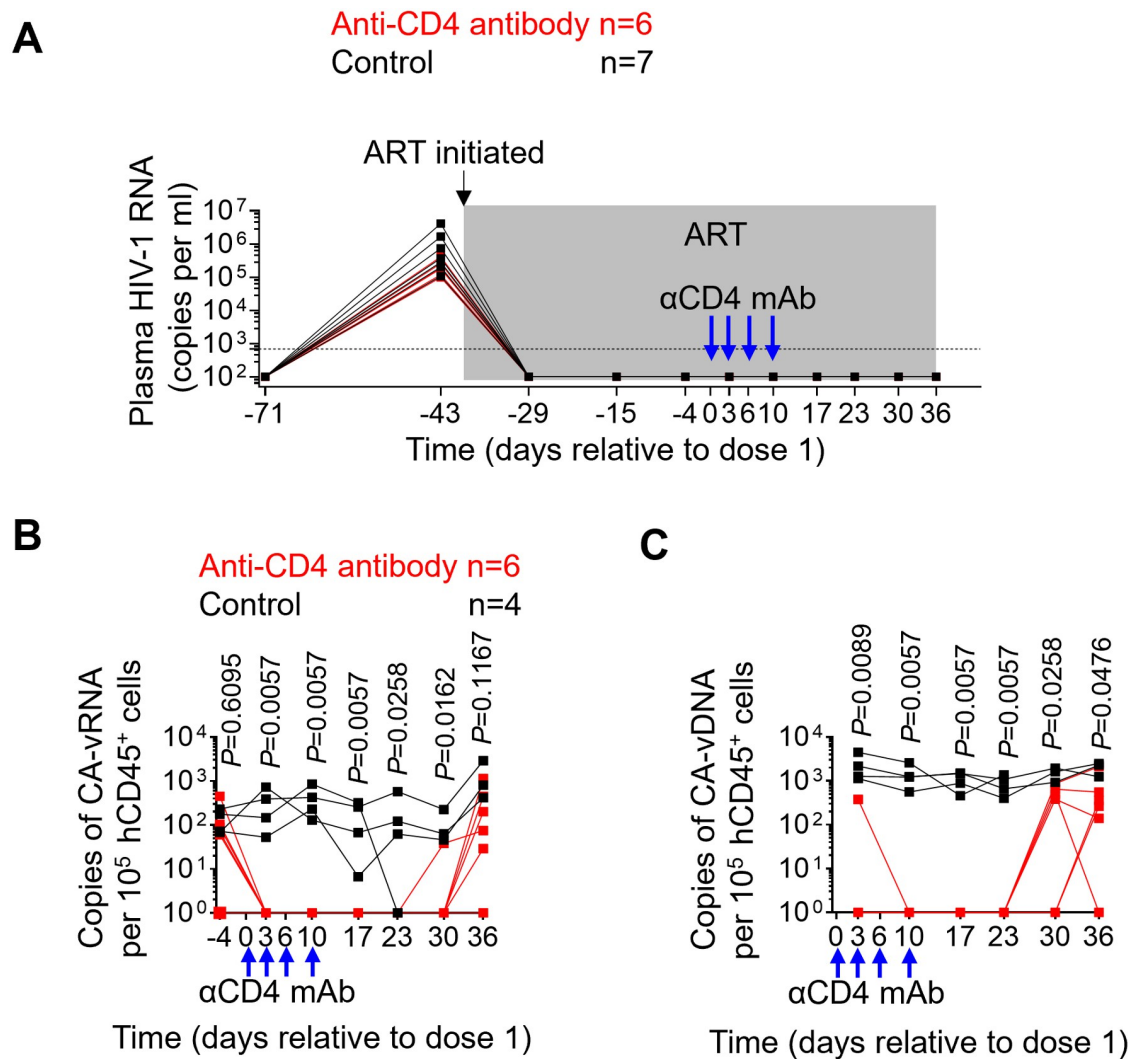 A
Anti-CD4 antibody n=6
Control n=7
ART initiated
Plasma HIV-1 RNA
(copies per ml)
10⁷
10⁶
10⁵
10⁴
10³
10²
ART
αCD4 mAb
-71 -43 -29 -15 -4 0 3 6 10 17 23 30 36
Time (days relative to dose 1)
B
Anti-CD4 antibody n=6
Control n=4
P=0.6095
P=0.0057
P=0.0057
P=0.0057
P=0.0258
P=0.0162
P=0.1167
Copies of CA-vRNA
per 10⁵ hCD45⁺ cells
10⁴
10³
10²
10¹
10⁰
-4 0 3 6 10 17 23 30 36
αCD4 mAb
Time (days relative to dose 1)
C
P=0.0089
P=0.0057
P=0.0057
P=0.0057
P=0.0258
P=0.0476
Copies of CA-vDNA
per 10⁵ hCD45⁺ cells
10⁴
10³
10²
10¹
10⁰
0 3 6 10 17 23 30 36
αCD4 mAb
Time (days relative to dose 1)